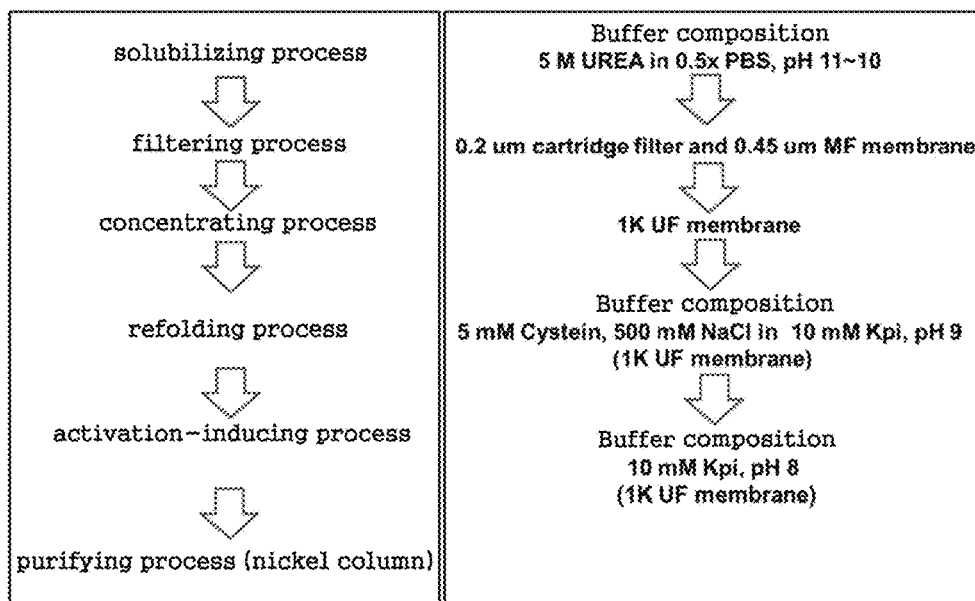 solubilizing process
filtering process
concentrating process
refolding process
activation-inducing process
purifying process (nickel column)
Buffer composition
5 M UREA in 0.5x PBS, pH 11~10
0.2 um cartridge filter and 0.45 um MF membrane
1K UF membrane
Buffer composition
5 mM Cystein, 500 mM NaCl in 10 mM Kpi, pH 9
(1K UF membrane)
Buffer composition
10 mM Kpi, pH 8
(1K UF membrane)